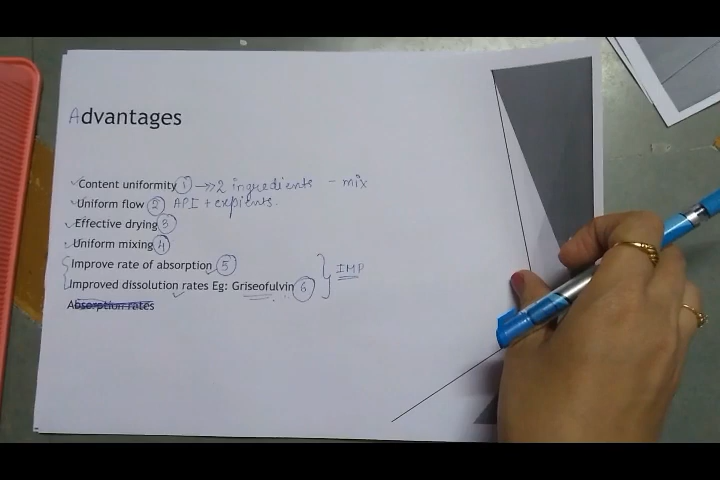 Advantages
Content uniformity 1 →» 2 ingredients - mix
Uniform flow 2 API + expients.
Effective drying 3
Uniform mixing 4
Improve rate of absorption 5
Improved dissolution rates Eg: Griseofulvin 6 IMP
Absorption rates